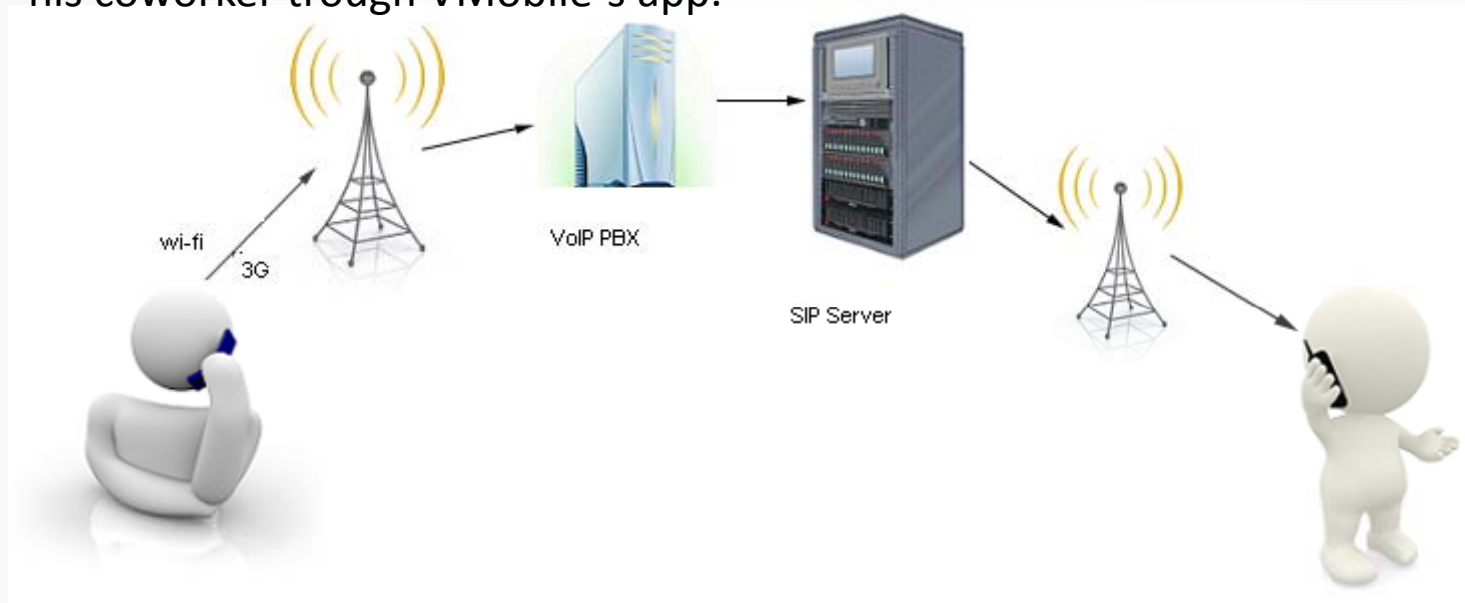 his coworker trough VMobile's app.
wi-fi
3G
VoIP PBX
SIP Server